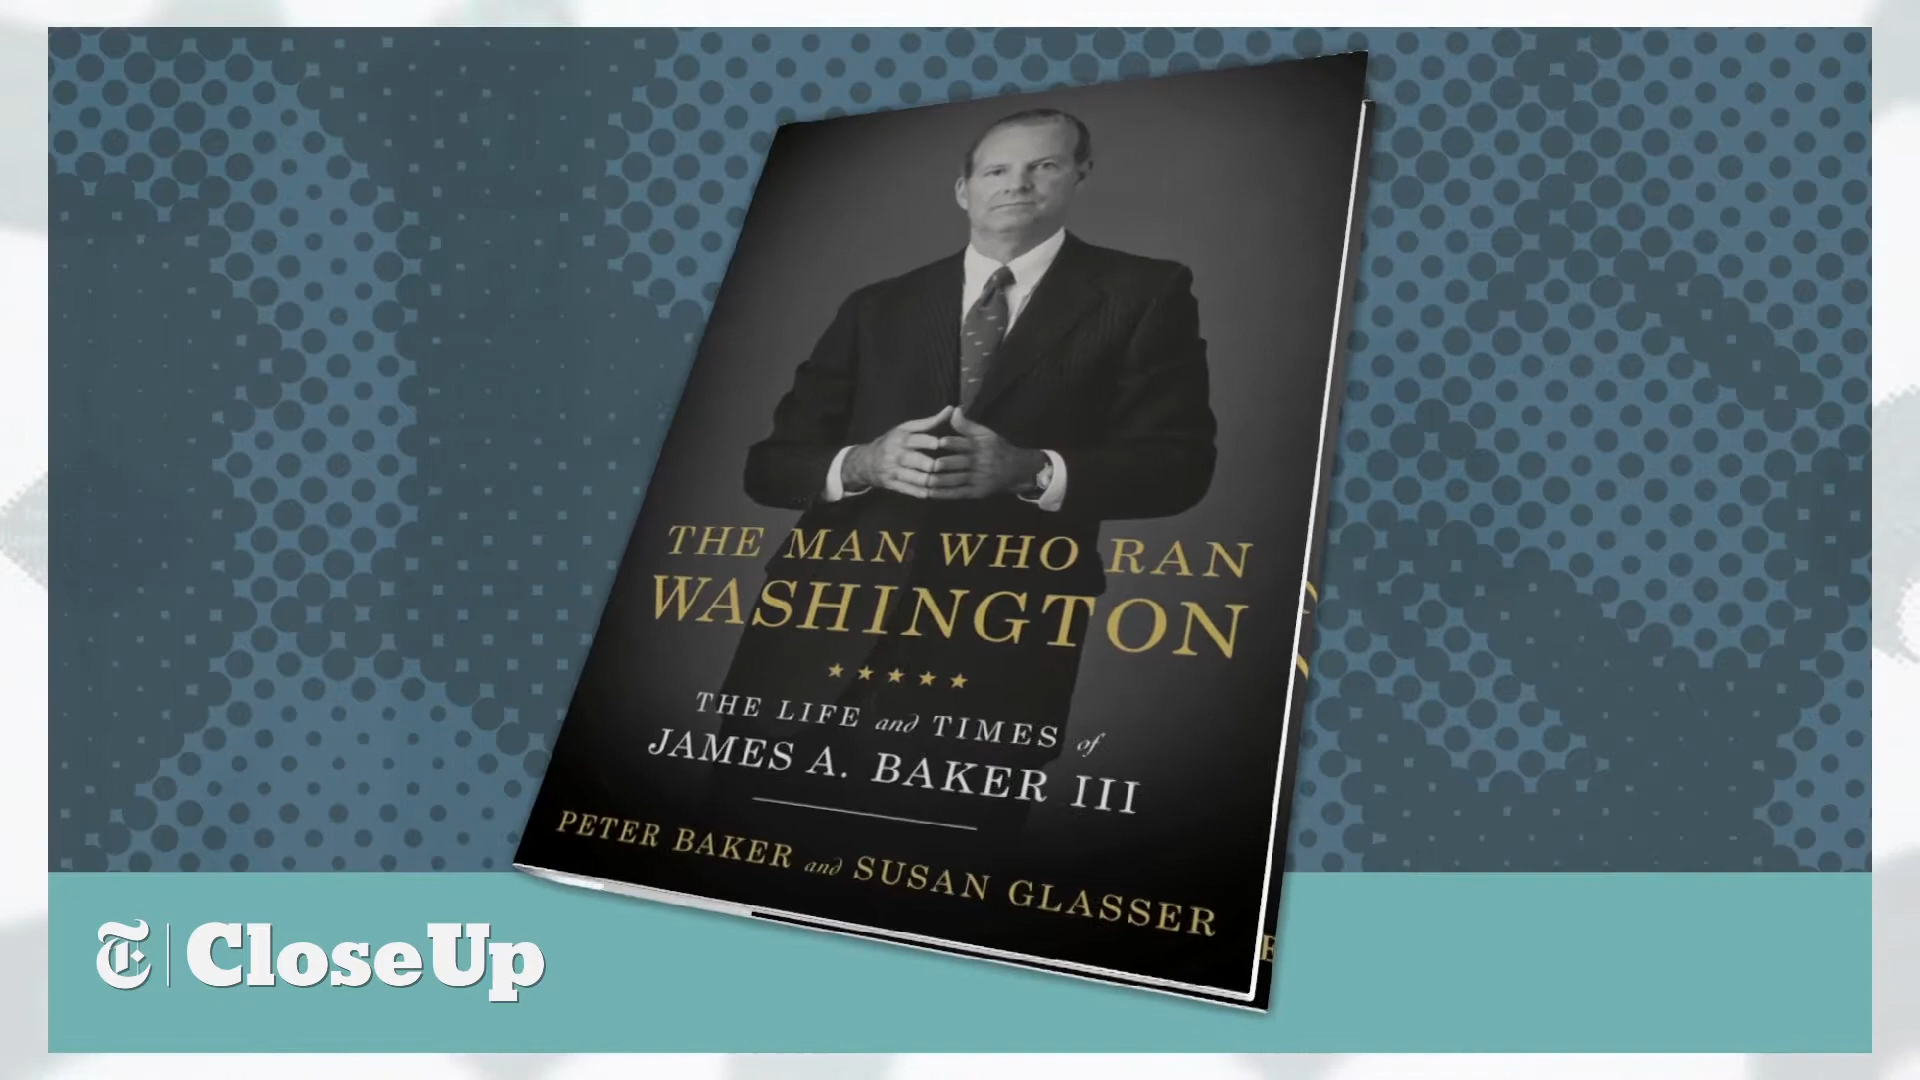 THE MAN WHO RAN
WASHINGTON
THE LIFE and TIMES of
JAMES A. BAKER III
PETER BAKER and SUSAN GLASSER
T CloseUp